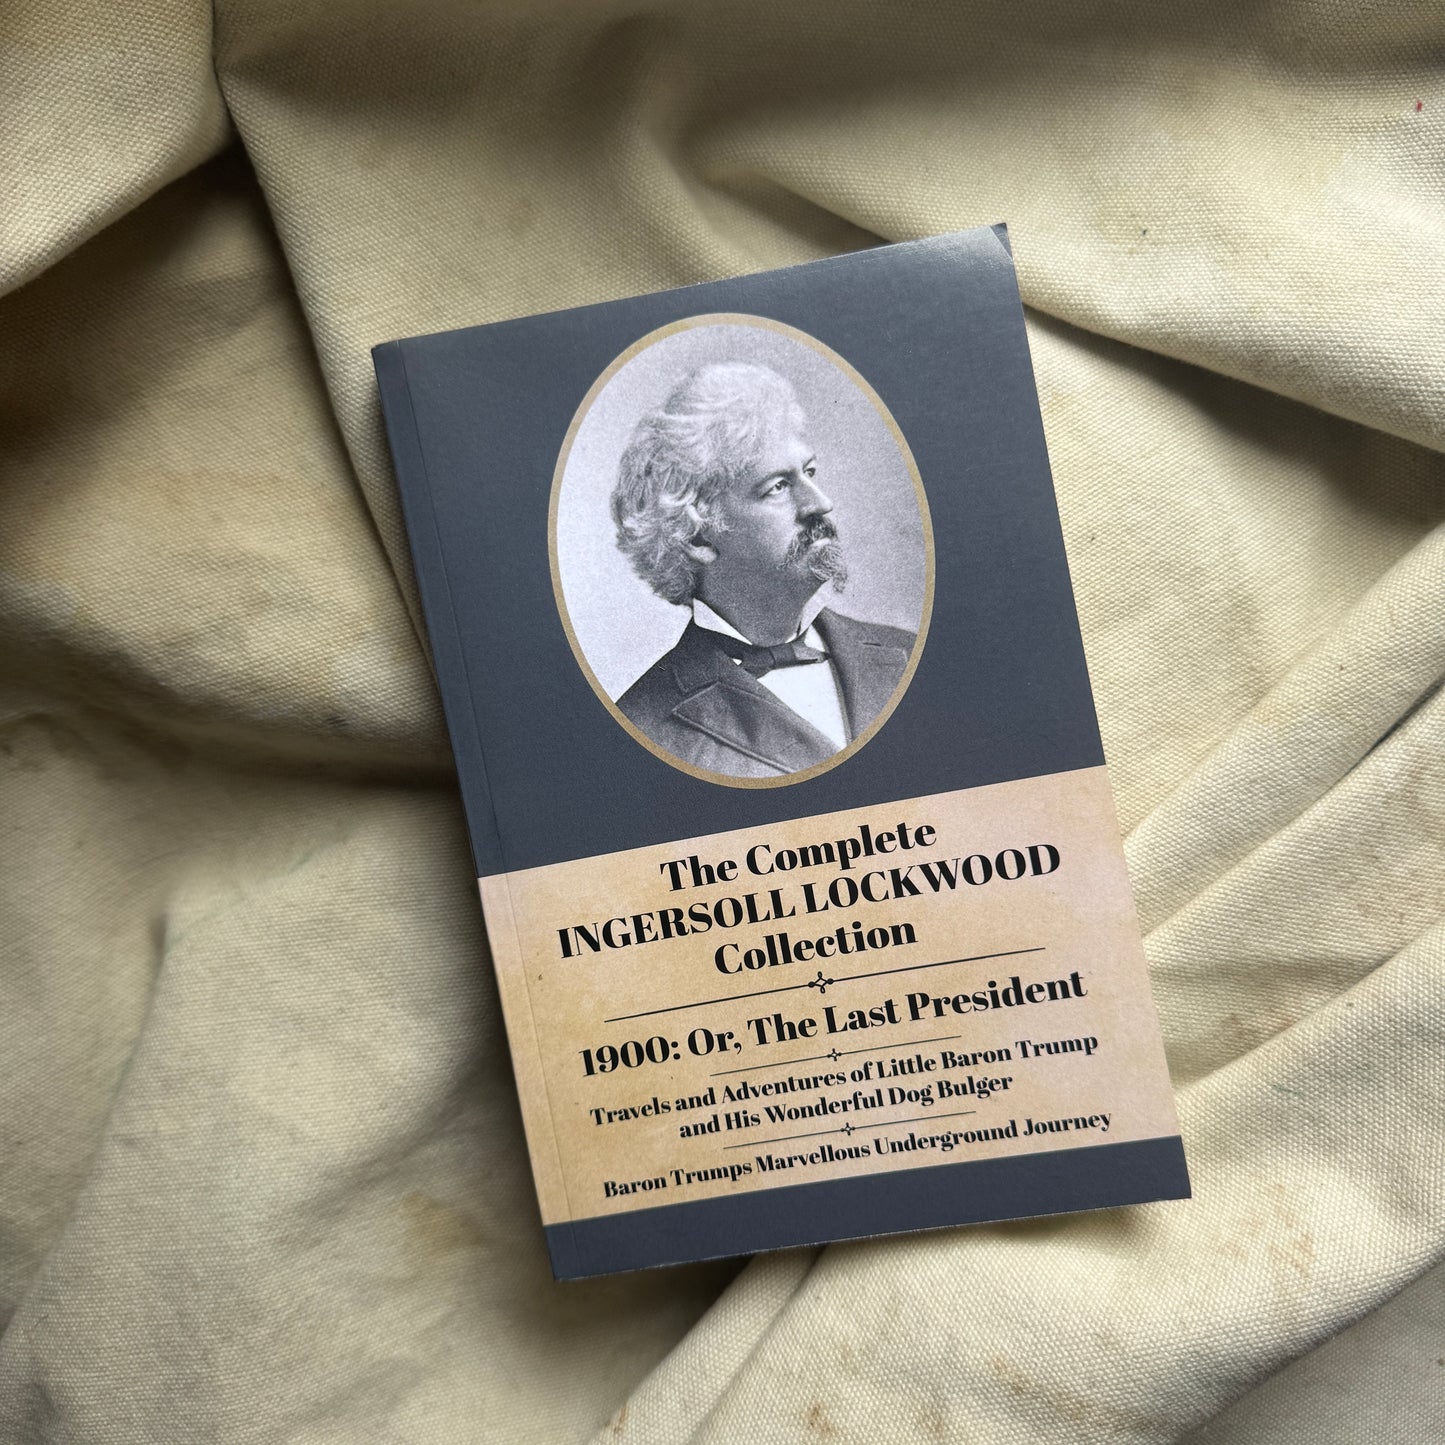 The Complete
INGERSOLL LOCKWOOD
Collection
1900: Or, The Last President
Travels and Adventures of Little Baron Trump
and His Wonderful Dog Bulger
Baron Trumps Marvellous Underground Journey